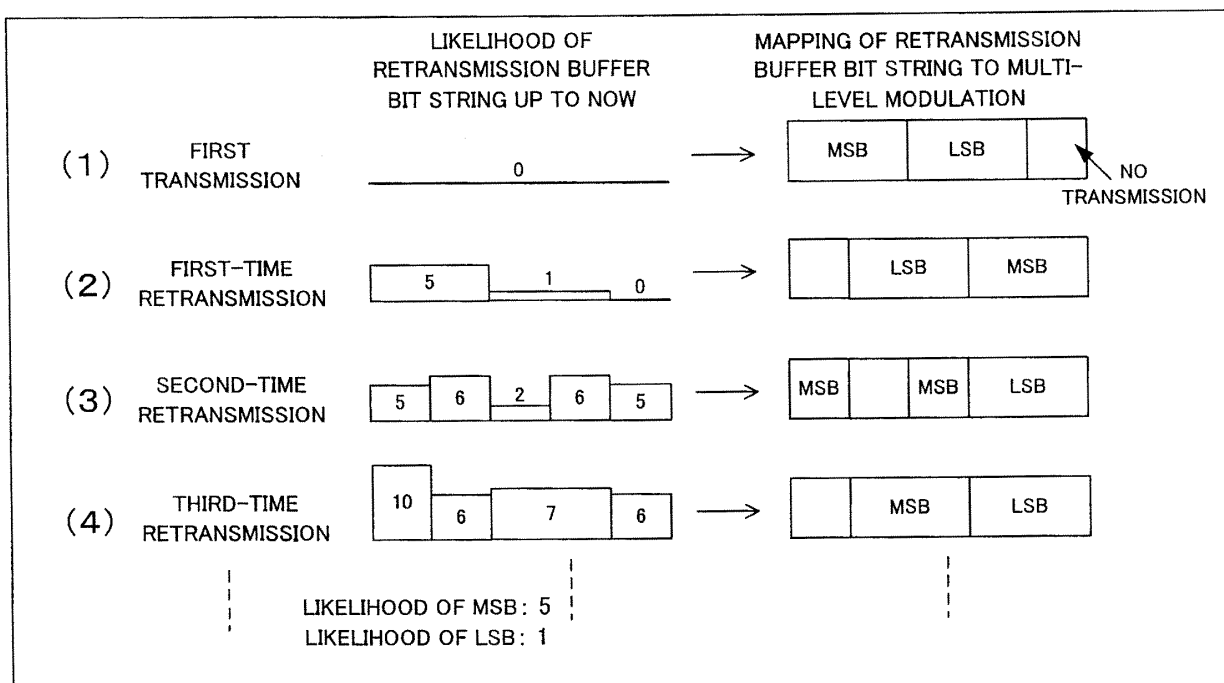 LIKELIHOOD OF
RETRANSMISSION BUFFER
BIT STRING UP TO NOW
MAPPING OF RETRANSMISSION
BUFFER BIT STRING TO MULTI-
LEVEL MODULATION
(1)
FIRST
TRANSMISSION
0
MSB
LSB
NO
TRANSMISSION
(2)
FIRST-TIME
RETRANSMISSION
5
1
0
LSB
MSB
(3)
SECOND-TIME
RETRANSMISSION
5
6
2
6
5
MSB
MSB
LSB
(4)
THIRD-TIME
RETRANSMISSION
10
6
7
6
MSB
LSB
LIKELIHOOD OF MSB: 5
LIKELIHOOD OF LSB: 1